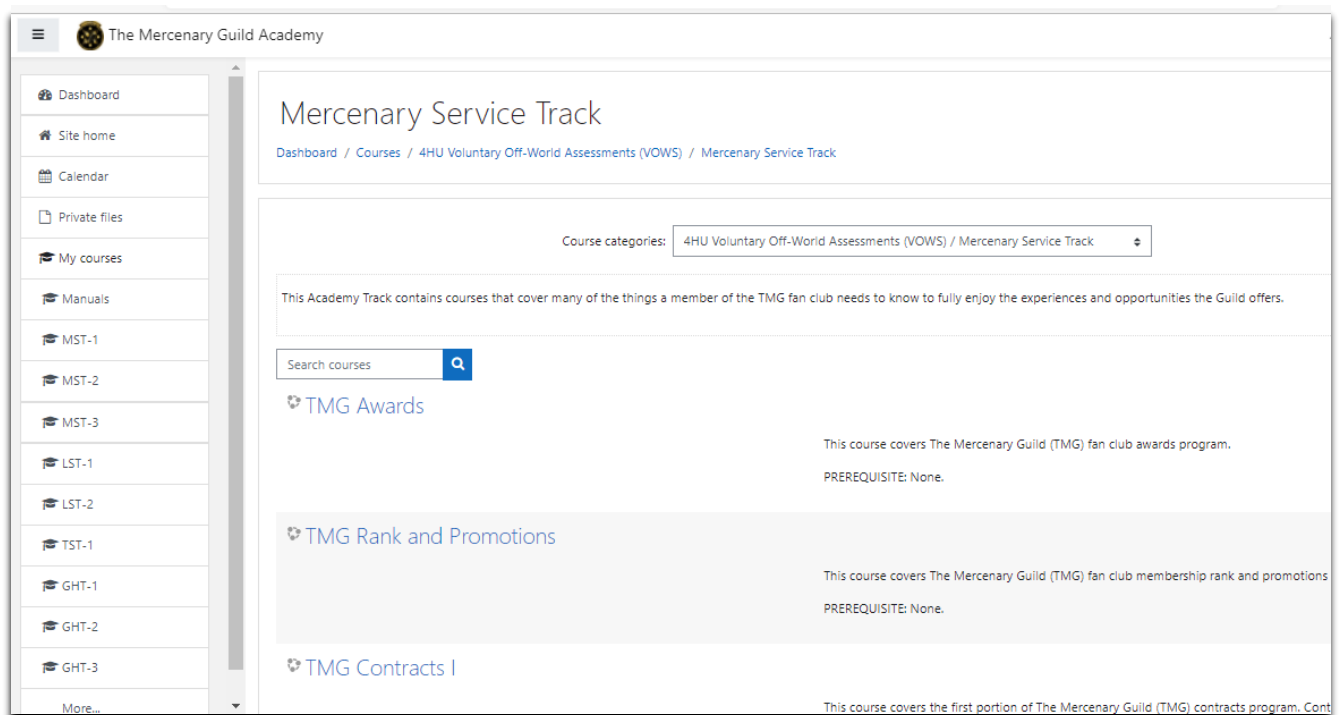 The Mercenary Guild Academy
Dashboard
Site home
Calendar
Private files
My courses
Manuals
MST-1
MST-2
MST-3
LST-1
LST-2
TST-1
GHT-1
GHT-2
GHT-3
More...
Mercenary Service Track
Dashboard / Courses / 4HU Voluntary Off-World Assessments (VOWS) / Mercenary Service Track
Course categories: 4HU Voluntary Off-World Assessments (VOWS) / Mercenary Service Track
This Academy Track contains courses that cover many of the things a member of the TMG fan club needs to know to fully enjoy the experiences and opportunities the Guild offers.
Search courses
TMG Awards
This course covers The Mercenary Guild (TMG) fan club awards program.
PREREQUISITE: None.
TMG Rank and Promotions
This course covers The Mercenary Guild (TMG) fan club membership rank and promotions
PREREQUISITE: None.
TMG Contracts I
This course covers the first portion of The Mercenary Guild (TMG) contracts program. Cont